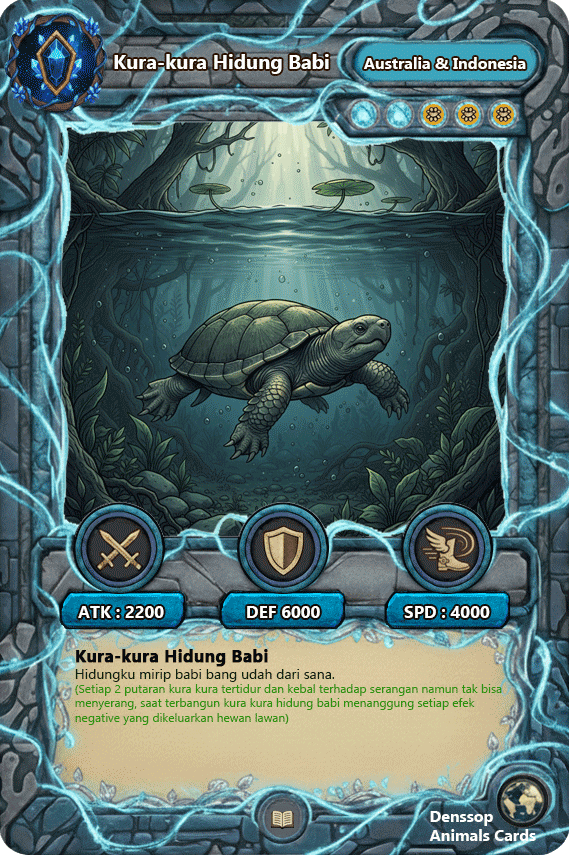 Kura-kura Hidung Babi
Australia & Indonesia
ATK : 2200
DEF 6000
SPD : 4000
Kura-kura Hidung Babi
Hidungku mirip babi bang udah dari sana.
(Setiap 2 putaran kura kura tertidur dan kebal terhadap serangan namun tak bisa
menyerang, saat terbangun kura kura hidung babi menanggung setiap efek
negative yang dikeluarkan hewan lawan)
Denssop
Animals Cards